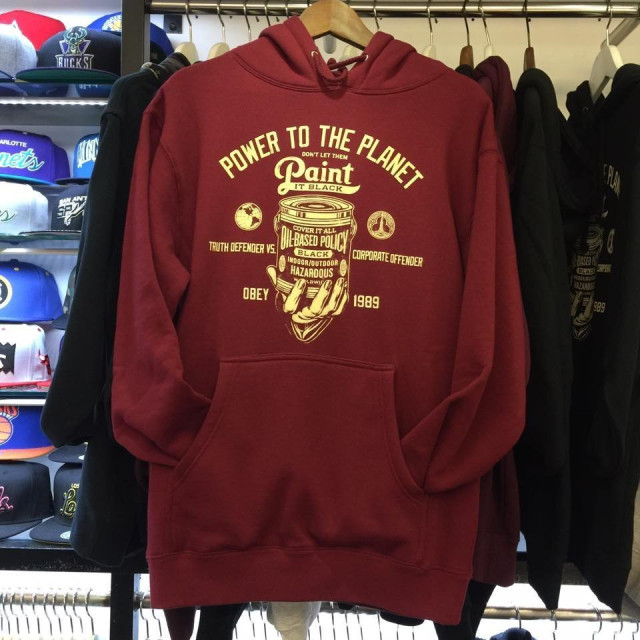 POWER TO THE PLANET
DON'T LET THEM
Paint
IT BLACK
COVER IT ALL
OIL-BASED POLICY
BLACK
INDOOR/OUTDOOR
HAZARDOUS
TRUTH DEFENDER VS.
CORPORATE OFFENDER
OBEY
1989
BUCKS